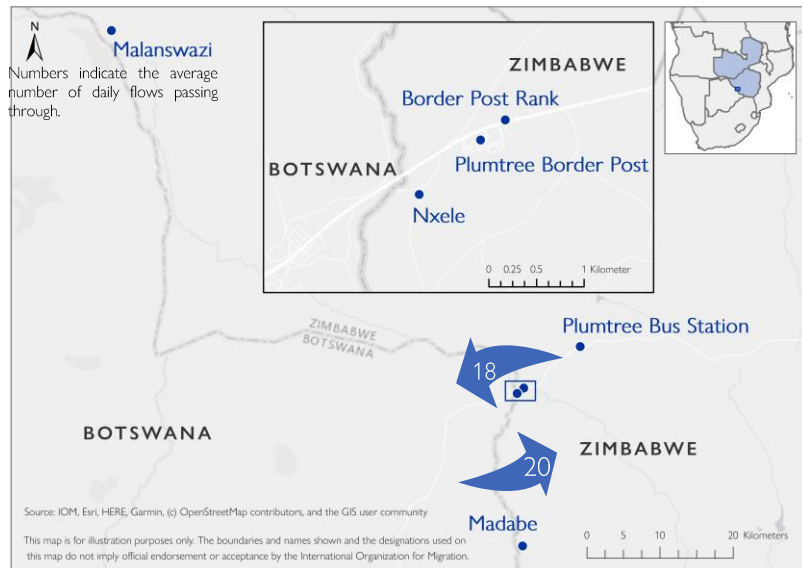 N
Malanswazi
Numbers indicate the average
number of daily flows passing
through.
ZIMBABWE
Border Post Rank
Plumtree Border Post
BOTSWANA
Nxele
0 0.25 0.5 1 Kilometer
ZIMBABWE
BOTSWANA
Plumtree Bus Station
18
BOTSWANA
ZIMBABWE
20
Source: IOM, Esri, HERE, Garmin, (c) OpenStreetMap contributors, and the GIS user community
Madabe
0 5 10 20 Kilometers
This map is for illustration purposes only. The boundaries and names shown and the designations used on
this map do not imply official endorsement or acceptance by the International Organization for Migration.